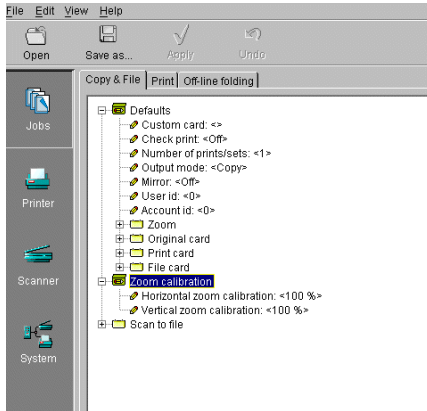 File Edit View Help
Open Save as... Apply Undo
Copy & File Print Off-line folding
Jobs
Printer
Scanner
System
Defaults
Custom card: <>
Check print: <Off>
Number of prints/sets: <1>
Output mode: <Copy>
Mirror: <Off>
User id: <0>
Account id: <0>
Zoom
Original card
Print card
File card
Zoom calibration
Horizontal zoom calibration: <100 %>
Vertical zoom calibration: <100 %>
Scan to file